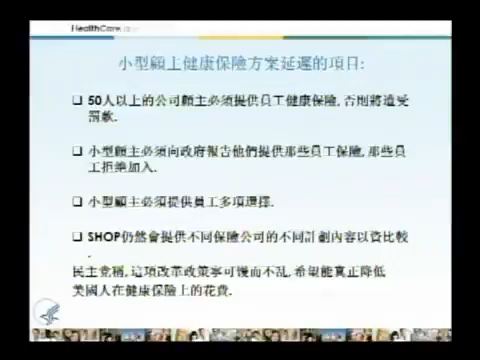 HealthCare
小型顧主健康保險方案延遲的項目:
❑ 50人以上的公司顧主必須提供員工健康保險, 否則將遭受
罰款.
❑ 小型顧主必須向政府報告他們提供那些員工保險, 那些員
工拒絕加入.
❑ 小型顧主必須提供員工多項選擇.
❑ SHOP仍然會提供不同保險公司的不同計劃內容以資比較
.
民主党稱, 這項改革政策寧可慢而不乱, 希望能真正降低
美國人在健康保險上的花費.